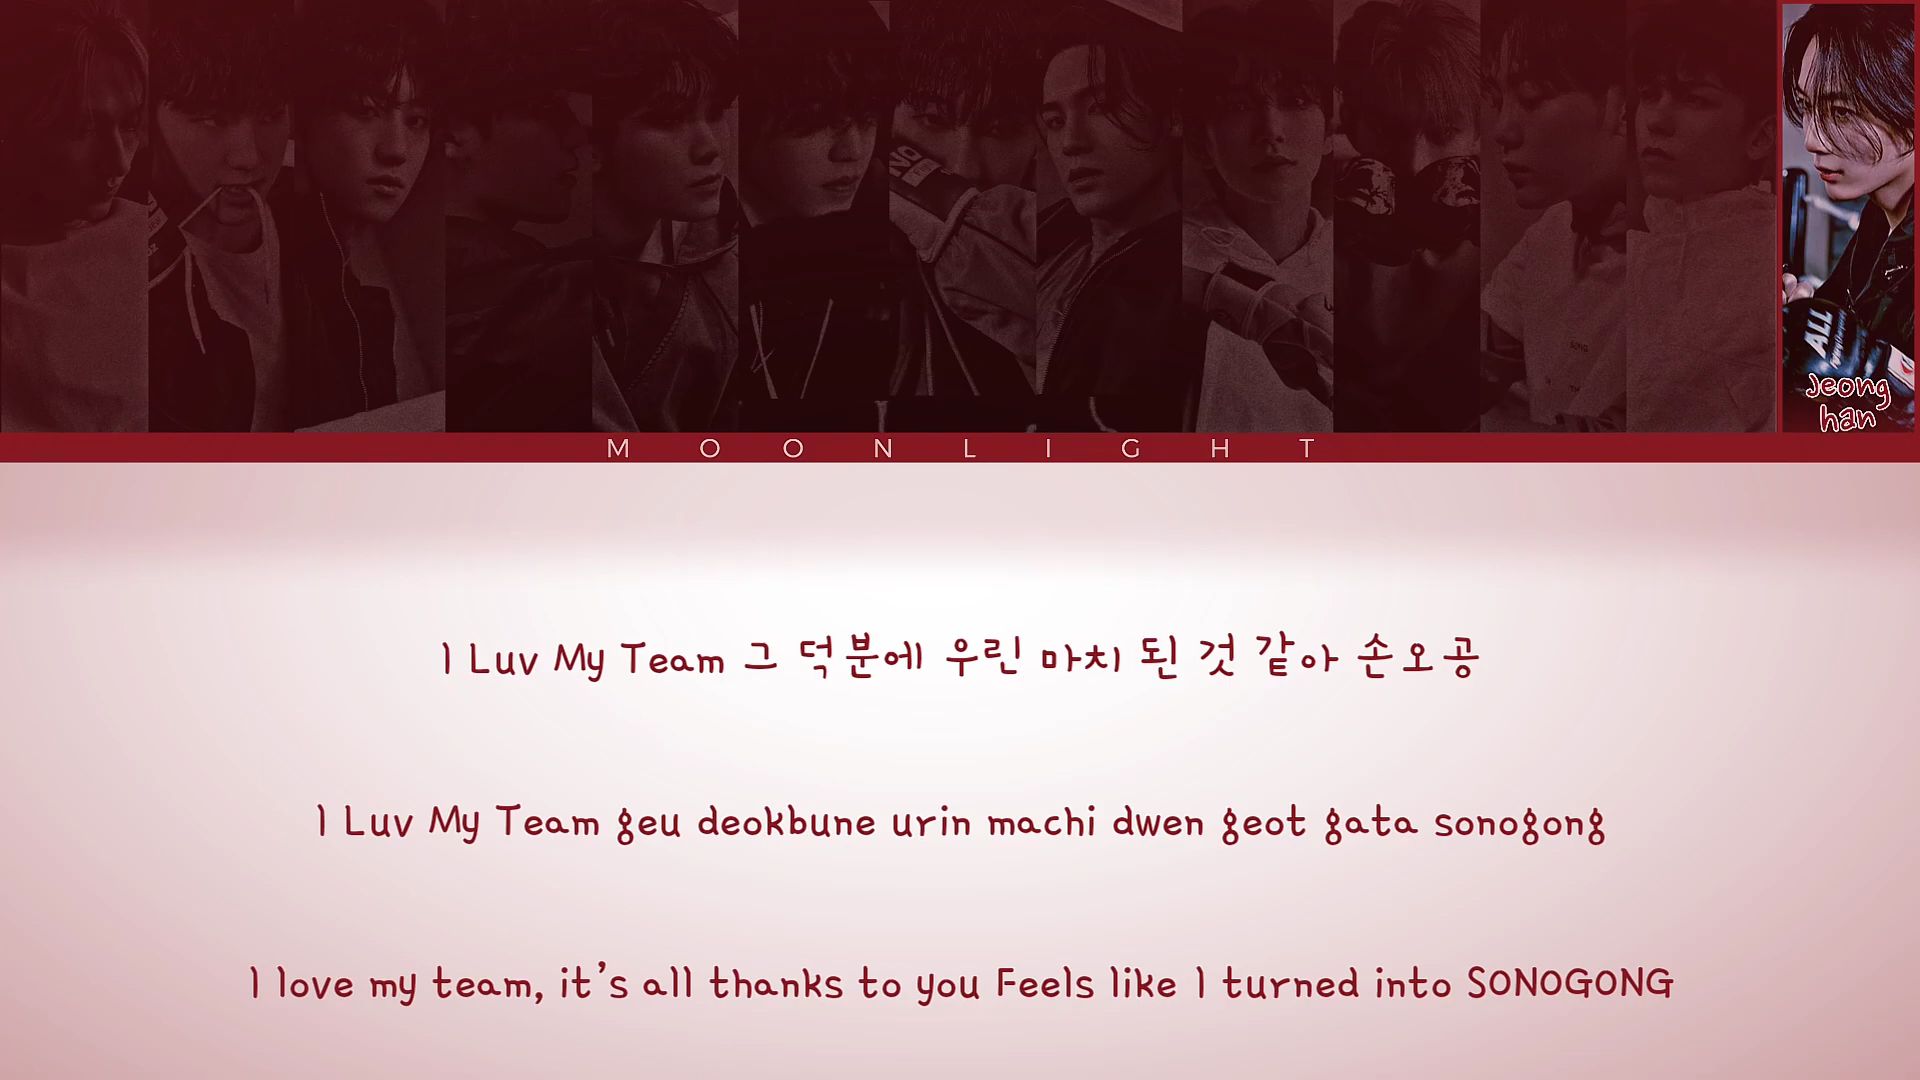 ALL
Jeong
han
MOONLIGHT
I Luv My Team 그 덕분에 우린 마치 된 것 같아 손오공
I Luv My Team geu deokbune urin machi dwen geot gata sonogong
I love my team, it's all thanks to you Feels like I turned into SONOGONG